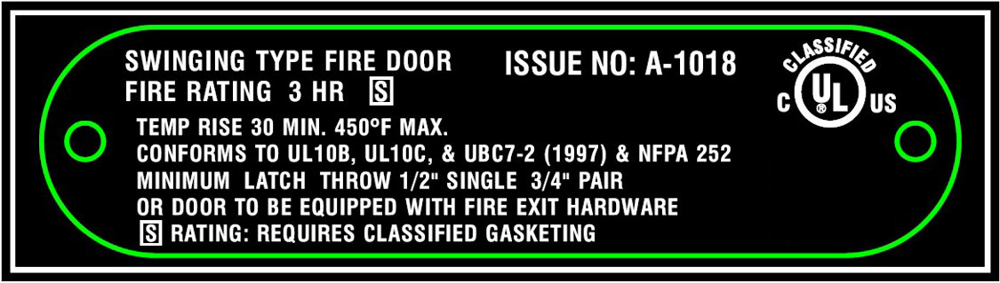 SWINGING TYPE FIRE DOOR
ISSUE NO: A-1018
FIRE RATING 3 HR S
CLASSIFIED
C UL® US
TEMP RISE 30 MIN. 450°F MAX.
CONFORMS TO UL10B, UL10C, & UBC7-2 (1997) & NFPA 252
MINIMUM LATCH THROW 1/2" SINGLE 3/4" PAIR
OR DOOR TO BE EQUIPPED WITH FIRE EXIT HARDWARE
S RATING: REQUIRES CLASSIFIED GASKETING